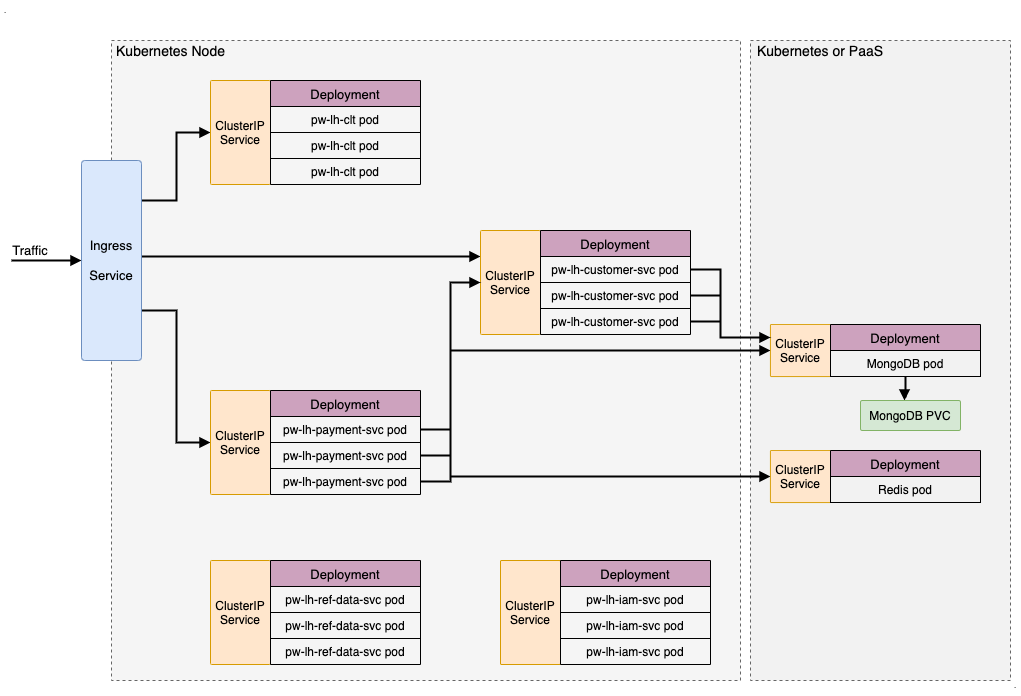 Kubernetes Node
Kubernetes or PaaS
ClusterIP
Service
Deployment
pw-lh-clt pod
pw-lh-clt pod
pw-lh-clt pod
Traffic
Ingress
Service
ClusterIP
Service
Deployment
pw-lh-customer-svc pod
pw-lh-customer-svc pod
pw-lh-customer-svc pod
ClusterIP
Service
Deployment
MongoDB pod
MongoDB PVC
ClusterIP
Service
Deployment
pw-lh-payment-svc pod
pw-lh-payment-svc pod
pw-lh-payment-svc pod
ClusterIP
Service
Deployment
Redis pod
ClusterIP
Service
Deployment
pw-lh-ref-data-svc pod
pw-lh-ref-data-svc pod
pw-lh-ref-data-svc pod
ClusterIP
Service
Deployment
pw-lh-iam-svc pod
pw-lh-iam-svc pod
pw-lh-iam-svc pod